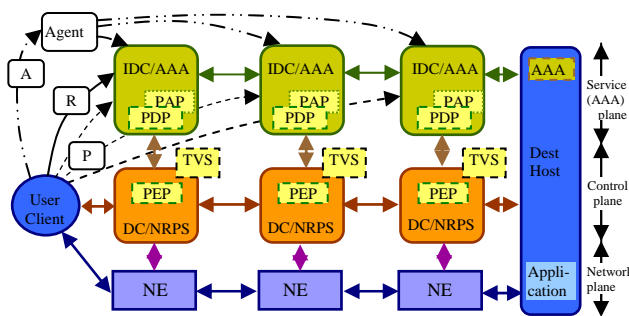 Agent
A
R
P
User
Client
IDC/AAA
PAP
PDP
IDC/AAA
PAP
PDP
IDC/AAA
PAP
PDP
TVS
TVS
TVS
PEP
DC/NRPS
PEP
DC/NRPS
PEP
DC/NRPS
NE
NE
NE
AAA
Dest
Host
Appli-
cation
Service
(AAA)
plane
Control
plane
Network
plane